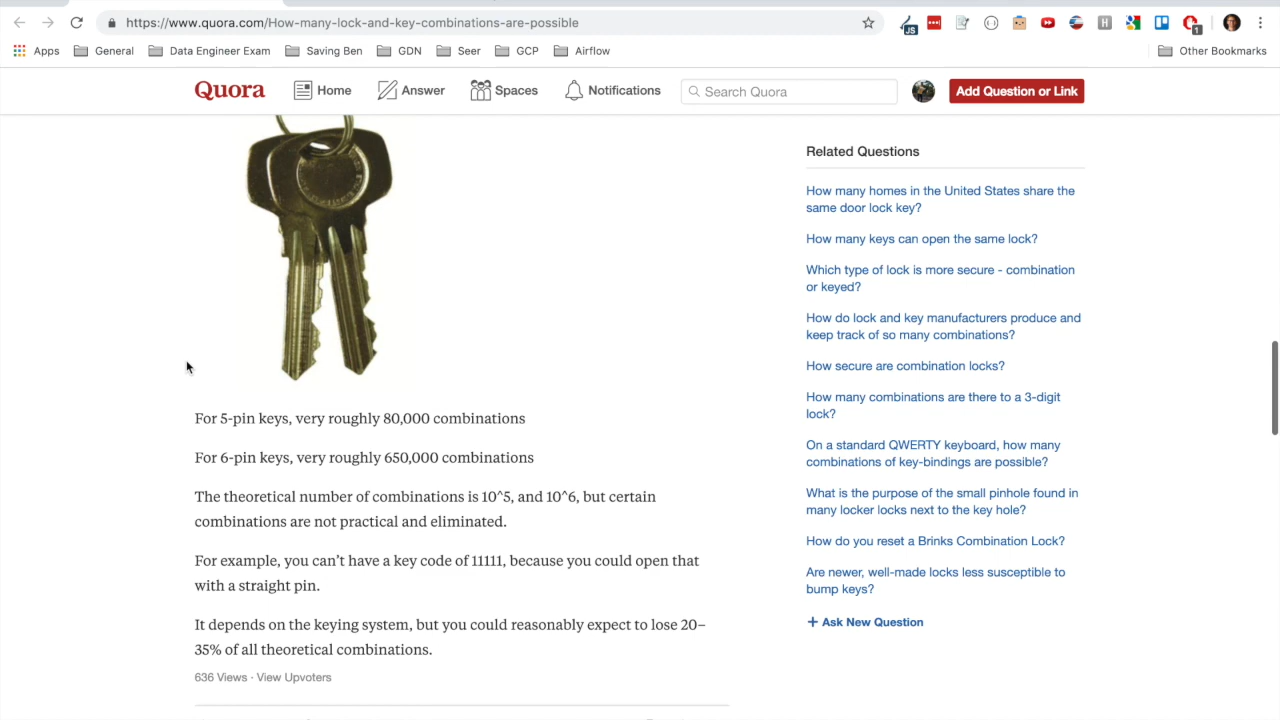 https://www.quora.com/How-many-lock-and-key-combinations-are-possible
JS
H
1
Apps
General
Data Engineer Exam
Saving Ben
GDN
Seer
GCP
Airflow
Other Bookmarks
Quora
Home
Answer
Spaces
Notifications
Search Quora
Add Question or Link
For 5-pin keys, very roughly 80,000 combinations
For 6-pin keys, very roughly 650,000 combinations
The theoretical number of combinations is 10^5, and 10^6, but certain
combinations are not practical and eliminated.
For example, you can’t have a key code of 11111, because you could open that
with a straight pin.
It depends on the keying system, but you could reasonably expect to lose 20–
35% of all theoretical combinations.
636 Views · View Upvoters
Related Questions
How many homes in the United States share the
same door lock key?
How many keys can open the same lock?
Which type of lock is more secure - combination
or keyed?
How do lock and key manufacturers produce and
keep track of so many combinations?
How secure are combination locks?
How many combinations are there to a 3-digit
lock?
On a standard QWERTY keyboard, how many
combinations of key-bindings are possible?
What is the purpose of the small pinhole found in
many locker locks next to the key hole?
How do you reset a Brinks Combination Lock?
Are newer, well-made locks less susceptible to
bump keys?
+ Ask New Question